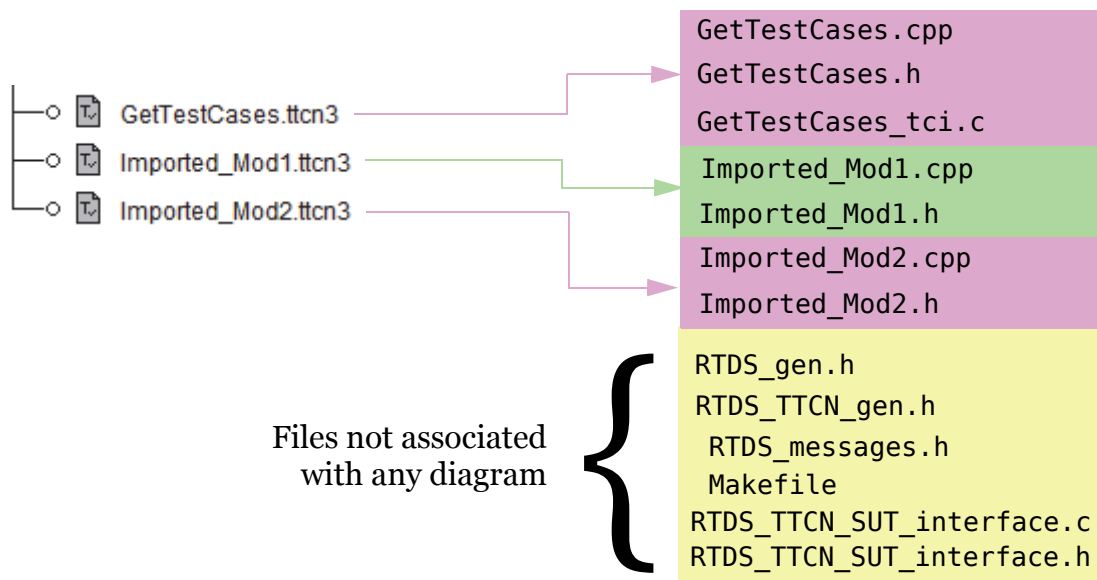 GetTestCases.ttcn3
Imported_Mod1.ttcn3
Imported_Mod2.ttcn3
GetTestCases.cpp
GetTestCases.h
GetTestCases_tci.c
Imported_Mod1.cpp
Imported_Mod1.h
Imported_Mod2.cpp
Imported_Mod2.h
Files not associated
with any diagram
{
RTDS_gen.h
RTDS_TTCN_gen.h
RTDS_messages.h
Makefile
RTDS_TTCN_SUT_interface.c
RTDS_TTCN_SUT_interface.h